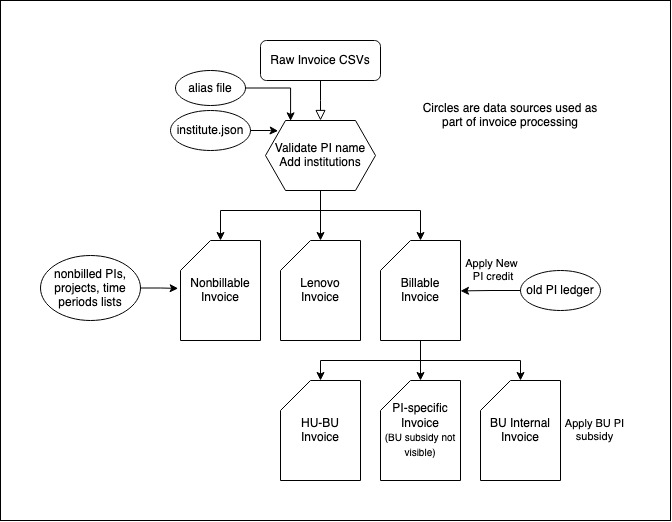 Raw Invoice CSVs
alias file
Circles are data sources used as
part of invoice processing
institute.json
Validate PI name
Add institutions
nonbilled PIs,
projects, time
periods lists
Nonbillable
Invoice
Lenovo
Invoice
Billable
Invoice
Apply New
PI credit
old PI ledger
HU-BU
Invoice
PI-specific
Invoice
(BU subsidy not
visible)
BU Internal
Invoice
Apply BU PI
subsidy